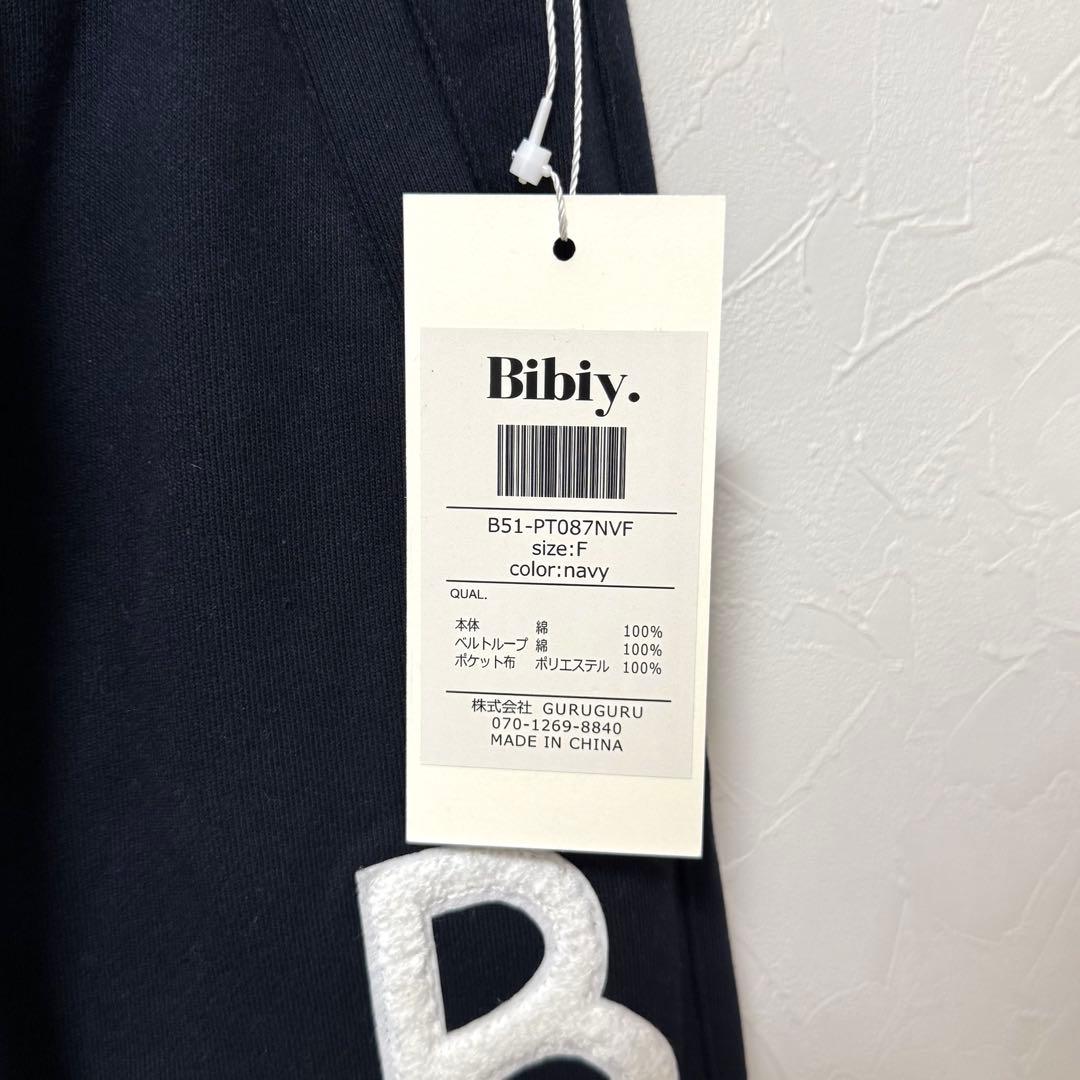 Bibiy.
B51-PT087NVF
size:F
color:navy
QUAL.
本体 綿 100%
ベルトループ 綿 100%
ポケット布 ポリエステル 100%
株式会社 GURUGURU
070-1269-8840
MADE IN CHINA
B